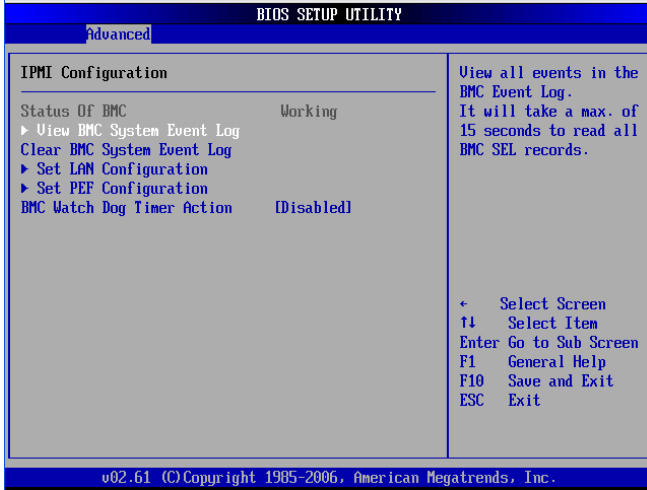 BIOS SETUP UTILITY
Advanced
IPMI Configuration
Status Of BMC Working
▶ View BMC System Event Log
Clear BMC System Event Log
▶ Set LAN Configuration
▶ Set PEF Configuration
BMC Watch Dog Timer Action [Disabled]
View all events in the
BMC Event Log.
It will take a max. of
15 seconds to read all
BMC SEL records.
← Select Screen
↑↓ Select Item
Enter Go to Sub Screen
F1 General Help
F10 Save and Exit
ESC Exit
v02.61 (C)Copyright 1985-2006, American Megatrends, Inc.